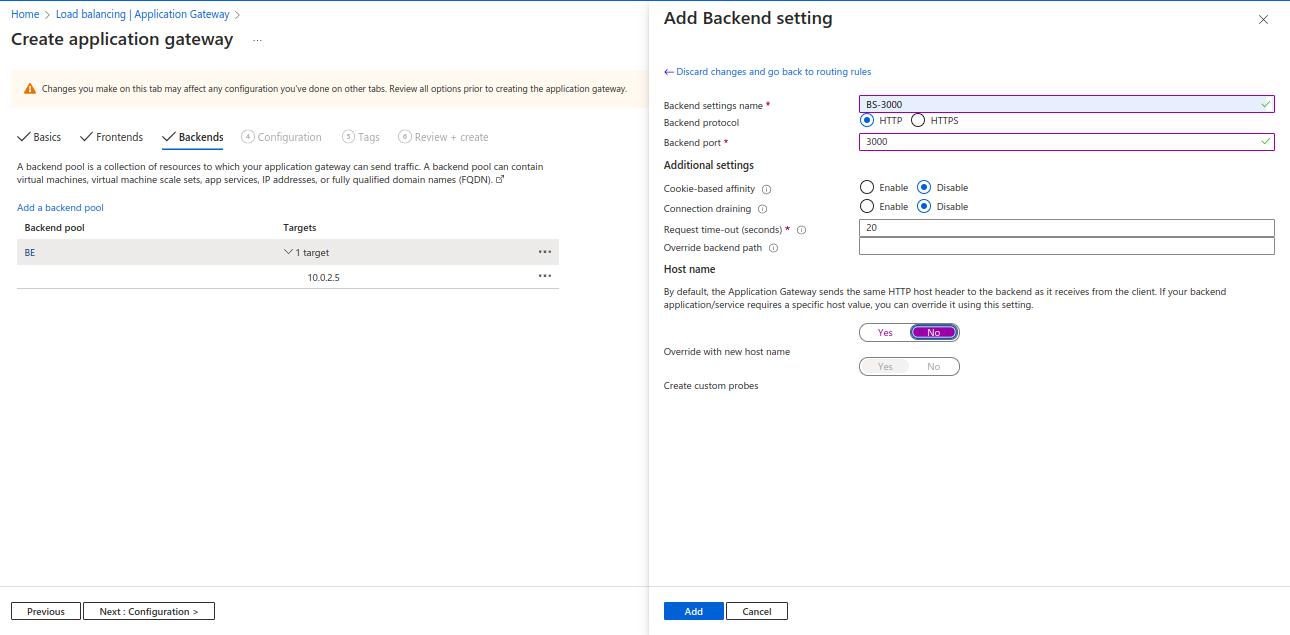 Home > Load balancing | Application Gateway >
Create application gateway ...
Changes you make on this tab may affect any configuration you've done on other tabs. Review all options prior to creating the application gateway.
Basics Frontends Backends 4 Configuration 5 Tags 6 Review + create
A backend pool is a collection of resources to which your application gateway can send traffic. A backend pool can contain
virtual machines, virtual machine scale sets, app services, IP addresses, or fully qualified domain names (FQDN).
Add a backend pool
Backend pool Targets
BE 1 target ...
10.0.2.5 ...
Previous Next : Configuration >
Add Backend setting
← Discard changes and go back to routing rules
Backend settings name * BS-3000
Backend protocol HTTP HTTPS
Backend port * 3000
Additional settings
Cookie-based affinity Enable Disable
Connection draining Enable Disable
Request time-out (seconds) * 20
Override backend path
Host name
By default, the Application Gateway sends the same HTTP host header to the backend as it receives from the client. If your backend
application/service requires a specific host value, you can override it using this setting.
Yes No
Override with new host name
Yes No
Create custom probes
Add Cancel